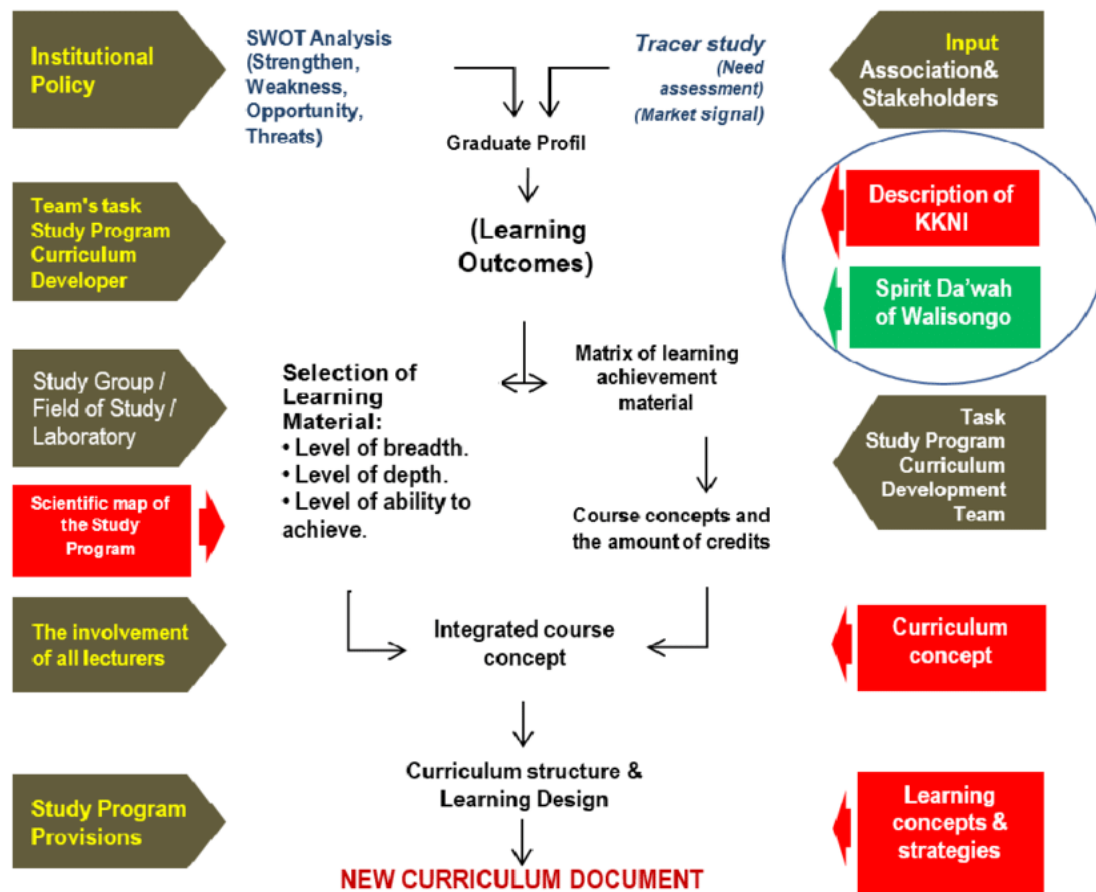 Institutional
Policy
SWOT Analysis
(Strengthen,
Weakness,
Opportunity,
Threats)
Tracer study
(Need
assessment)
(Market signal)
Input
Association&
Stakeholders
Graduate Profil
Team's task
Study Program
Curriculum
Developer
(Learning
Outcomes)
Description of
KKNI
Spirit Da'wah
of Walisongo
Study Group /
Field of Study /
Laboratory
Selection of
Learning
Material:
• Level of breadth.
• Level of depth.
• Level of ability to
achieve.
Matrix of learning
achievement
material
Task
Study Program
Curriculum
Development
Team
Scientific map of
the Study
Program
Course concepts and
the amount of credits
The involvement
of all lecturers
Integrated course
concept
Curriculum
concept
Study Program
Provisions
Curriculum structure &
Learning Design
Learning
concepts &
strategies
NEW CURRICULUM DOCUMENT